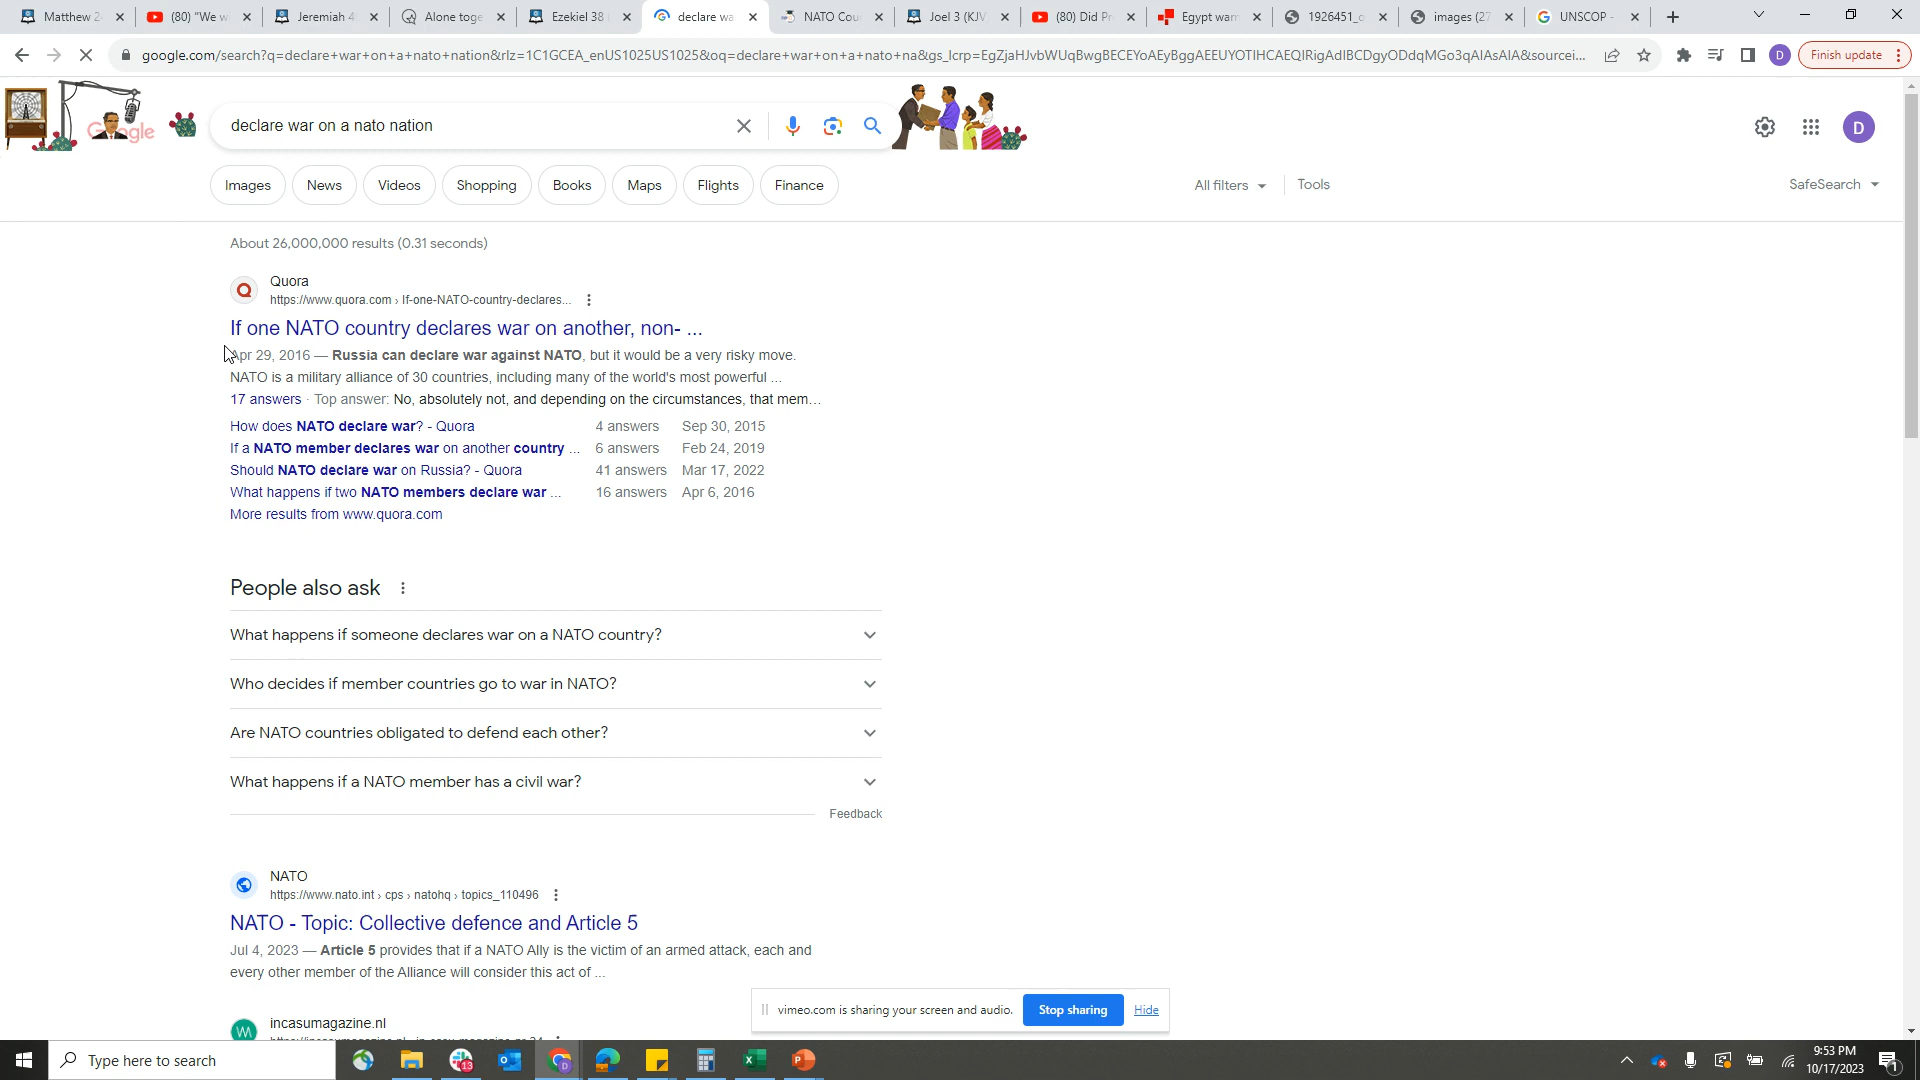 Matthew 2
(80) "We w
Jeremiah 4
Alone toge
Ezekiel 38
declare wa
NATO Cou
Joel 3 (KJV
(80) Did Pr
Egypt warn
1926451_c
images (27
UNSCOP -
google.com/search?q=declare+war+on+a+nato+nation&rlz=1C1GCEA_enUS1025US1025&oq=declare+war+on+a+nato+na&gs_lcrp=EgZjaHJvbWUqBwgBECEYoAEyBggAEEUYOTIHCAEQIRigAdIBCDgyODdqMGo3qAIAsAIA&sourcei...
D
Finish update
Google
declare war on a nato nation
D
Images
News
Videos
Shopping
Books
Maps
Flights
Finance
All filters
Tools
SafeSearch
About 26,000,000 results (0.31 seconds)
Quora
https://www.quora.com › If-one-NATO-country-declares...
If one NATO country declares war on another, non- ...
Apr 29, 2016 — Russia can declare war against NATO, but it would be a very risky move.
NATO is a military alliance of 30 countries, including many of the world's most powerful ...
17 answers · Top answer: No, absolutely not, and depending on the circumstances, that mem...
How does NATO declare war? - Quora 4 answers Sep 30, 2015
If a NATO member declares war on another country ... 6 answers Feb 24, 2019
Should NATO declare war on Russia? - Quora 41 answers Mar 17, 2022
What happens if two NATO members declare war ... 16 answers Apr 6, 2016
More results from www.quora.com
People also ask
What happens if someone declares war on a NATO country?
Who decides if member countries go to war in NATO?
Are NATO countries obligated to defend each other?
What happens if a NATO member has a civil war?
Feedback
NATO
https://www.nato.int › cps › natohq › topics_110496
NATO - Topic: Collective defence and Article 5
Jul 4, 2023 — Article 5 provides that if a NATO Ally is the victim of an armed attack, each and
every other member of the Alliance will consider this act of ...
incasumagazine.nl
vimeo.com is sharing your screen and audio.
Stop sharing
Hide
Type here to search
13
9:53 PM
10/17/2023
1